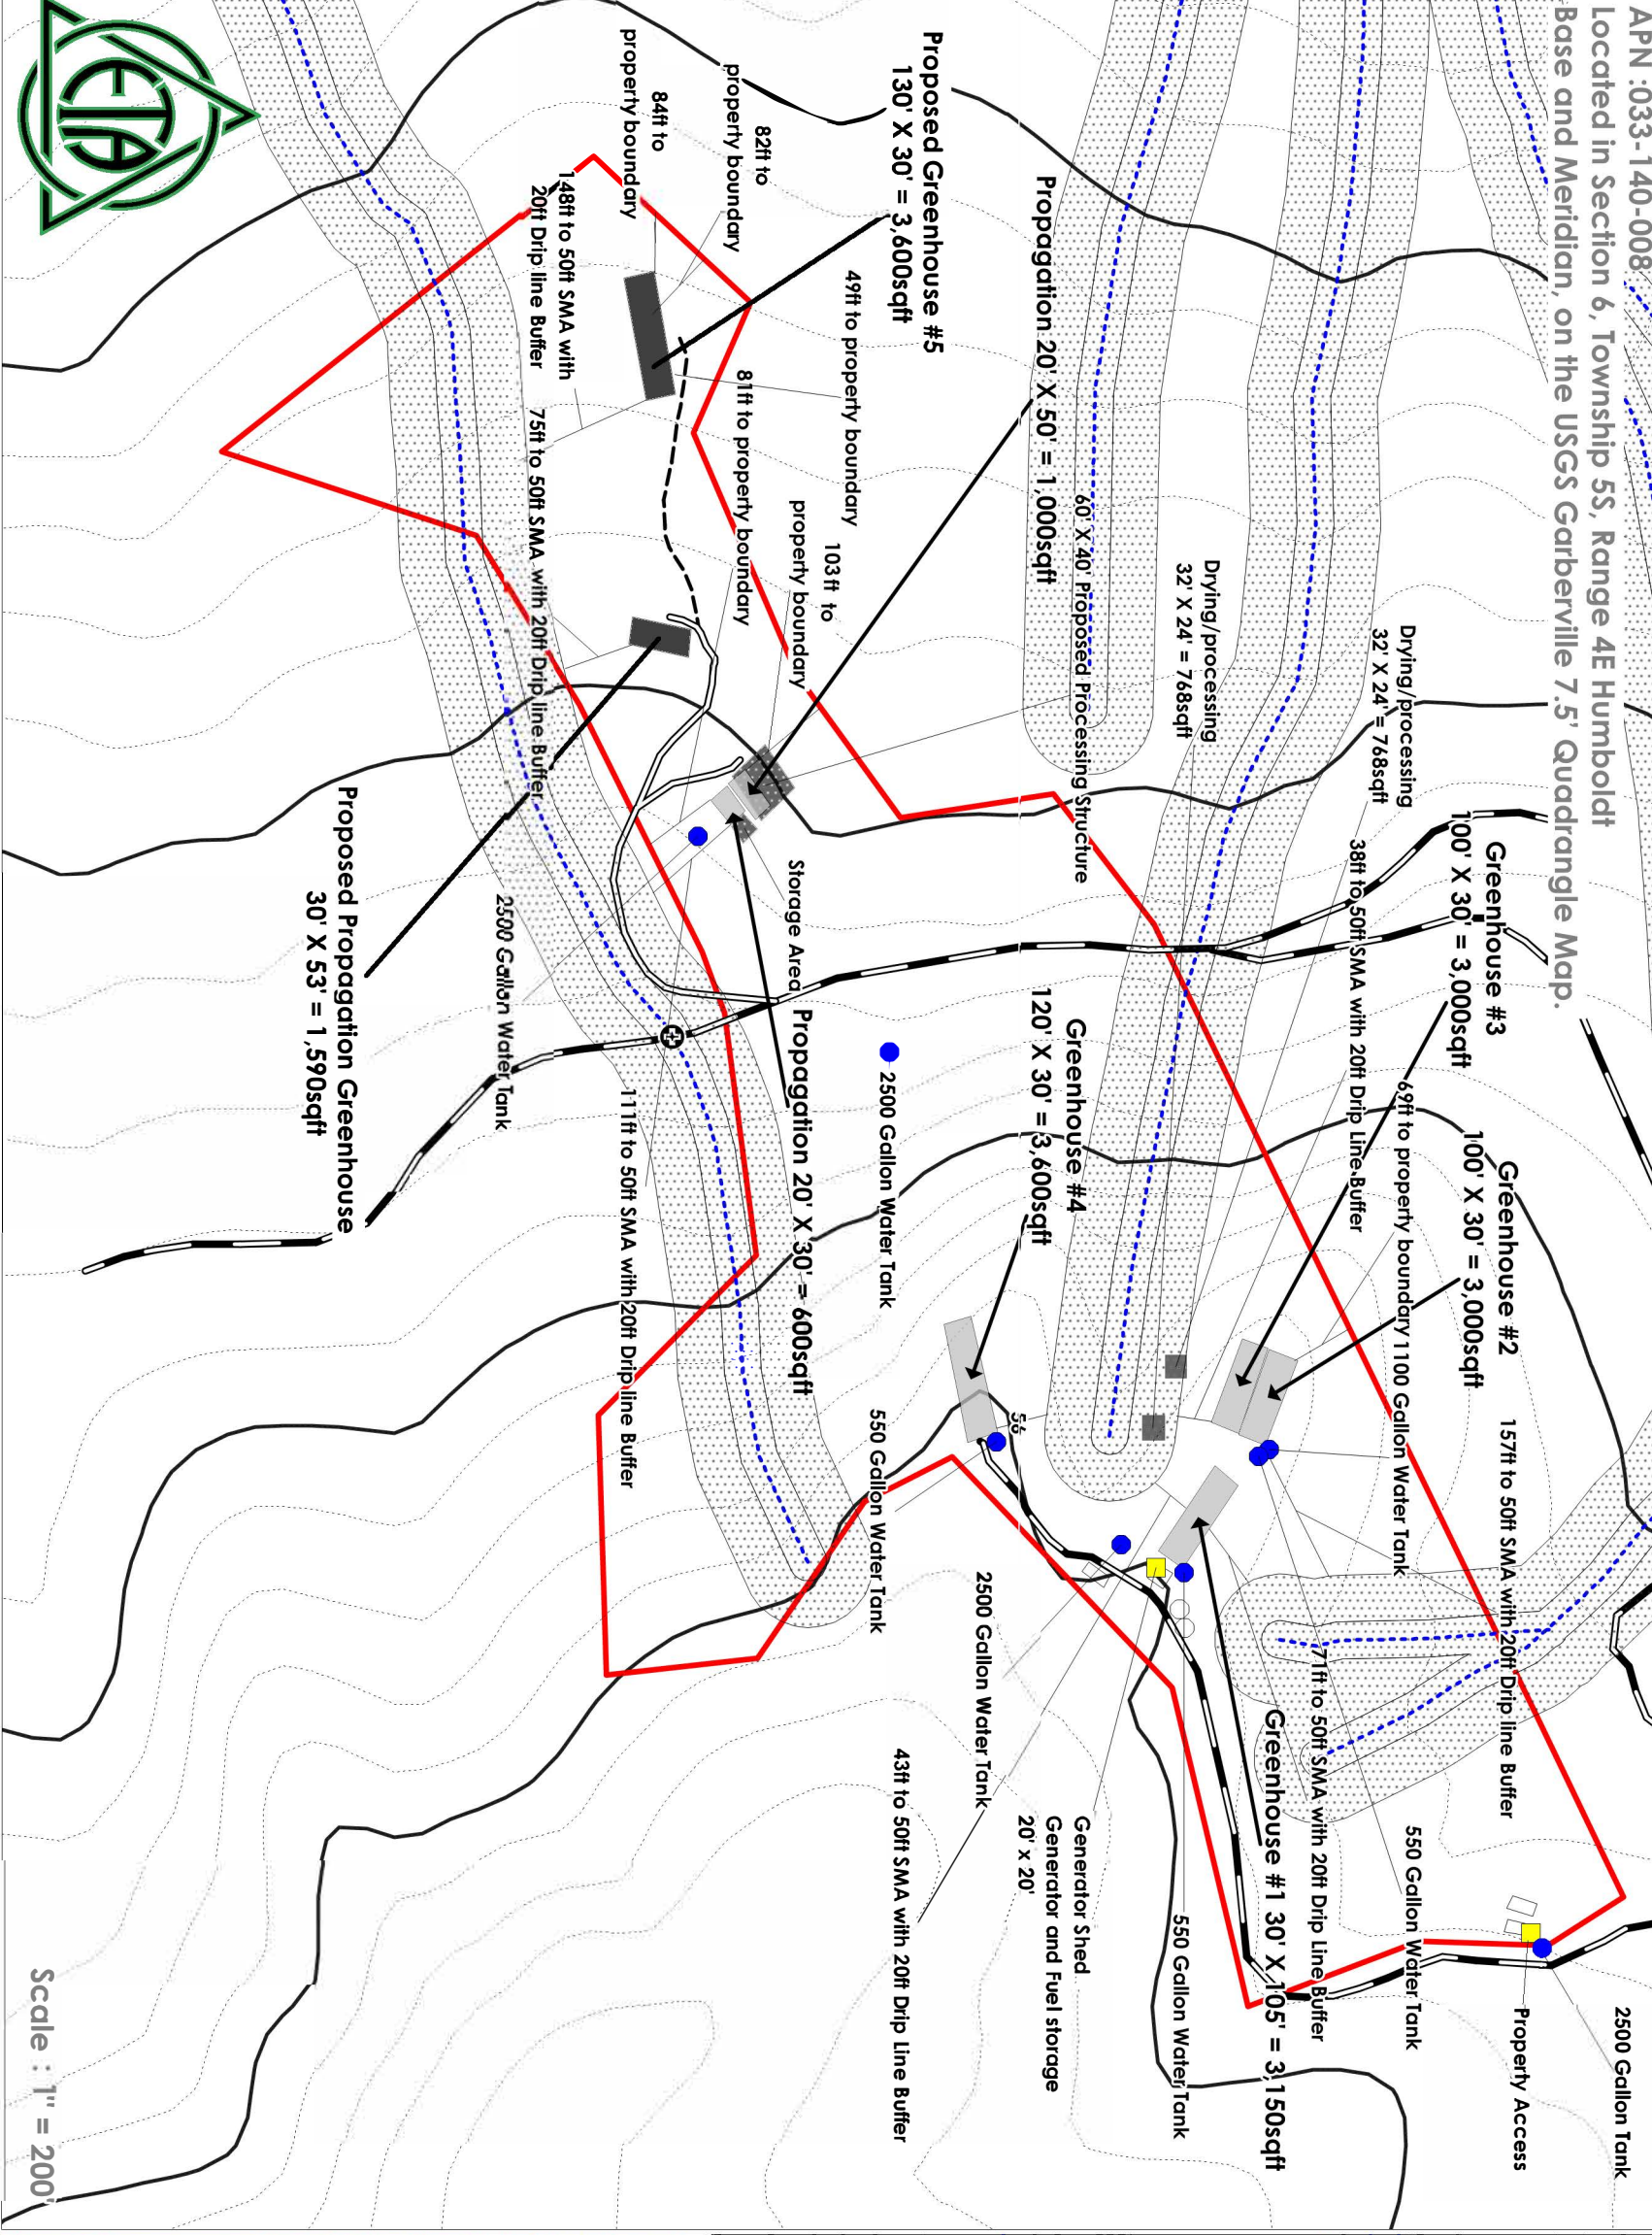 APN :033-140-008
Located in Section 6, Township 5S, Range 4E Humboldt
Base and Meridian, on the USGS Garberville 7.5' Quadrangle Map.
Proposed Greenhouse #5
130' X 30' = 3,600sqft
82ft to
property boundary
84ft to
property boundary
148ft to 50ft SMA with
20ft Drip line Buffer
Propagation 20' X 50' = 1,000sqft
49ft to property boundary
81ft to property boundary
103ft to
property boundary
75ft to 50ft SMA with 20ft Drip line Buffer
60' X 40' Proposed Processing Structure
Drying/processing
32' X 24' = 768sqft
Drying/processing
32' X 24' = 768sqft
Greenhouse #3
100' X 30' = 3,000sqft
38ft to 50ft SMA with 20ft Drip Line Buffer
Storage Area
2500 Gallon Water Tank
Proposed Propagation Greenhouse
30' X 53' = 1,590sqft
Greenhouse #4
120' X 30' =3,600sqft
Propagation 20' X 30' = 600sqft
2500 Gallon Water Tank
111ft to 50ft SMA with 20ft Drip line Buffer
69ft to property boundary
Greenhouse #2
100' X 30' = 3,000sqft
1100 Gallon Water Tank
157ft to 50ft SMA with 20ft Drip line Buffer
56
550 Gallon Water Tank
2500 Gallon Water Tank
43ft to 50ft SMA with 20ft Drip Line Buffer
Generator Shed
Generator and Fuel storage
20' x 20'
71ft to 50ft SMA with 20ft Drip Line Buffer
Greenhouse #1 30' X 105' = 3,150sqft
550 Gallon Water Tank
550 Gallon Water Tank
2500 Gallon Tank
Property Access
Scale : 1" = 200'